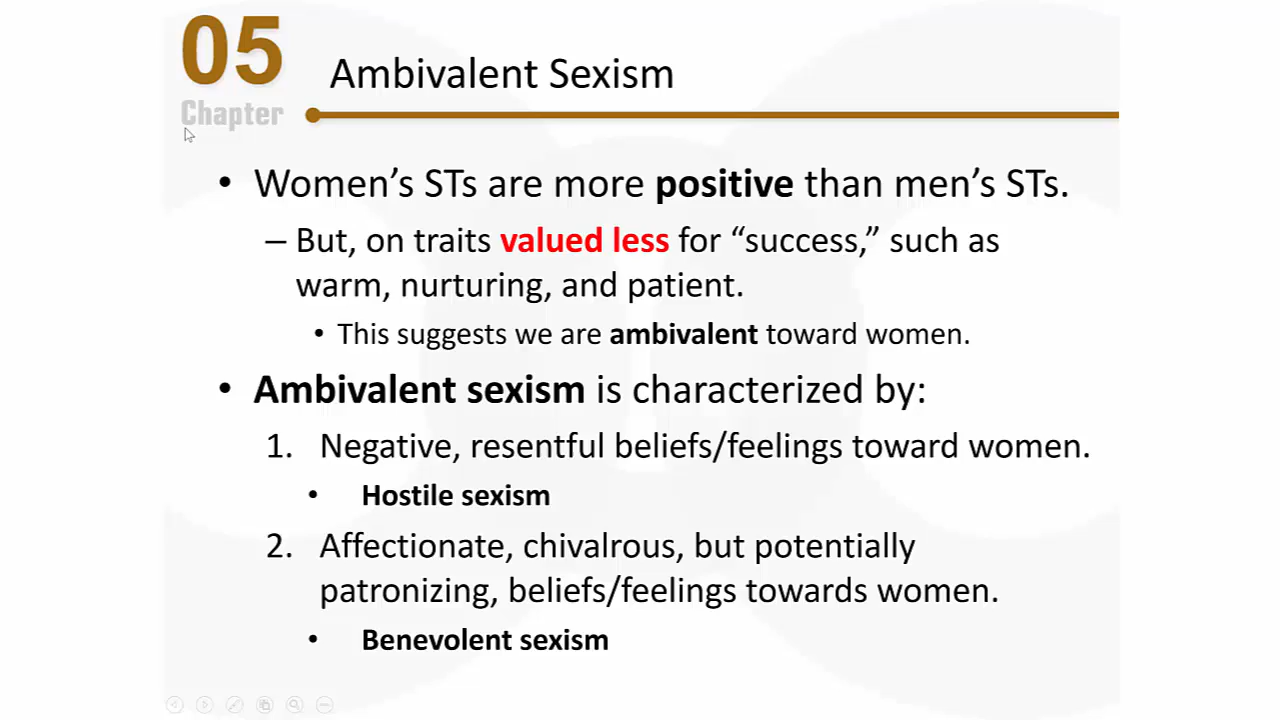 05
Chapter
Ambivalent Sexism
• Women’s STs are more positive than men’s STs.
– But, on traits valued less for “success,” such as
warm, nurturing, and patient.
• This suggests we are ambivalent toward women.
• Ambivalent sexism is characterized by:
1. Negative, resentful beliefs/feelings toward women.
• Hostile sexism
2. Affectionate, chivalrous, but potentially
patronizing, beliefs/feelings towards women.
• Benevolent sexism